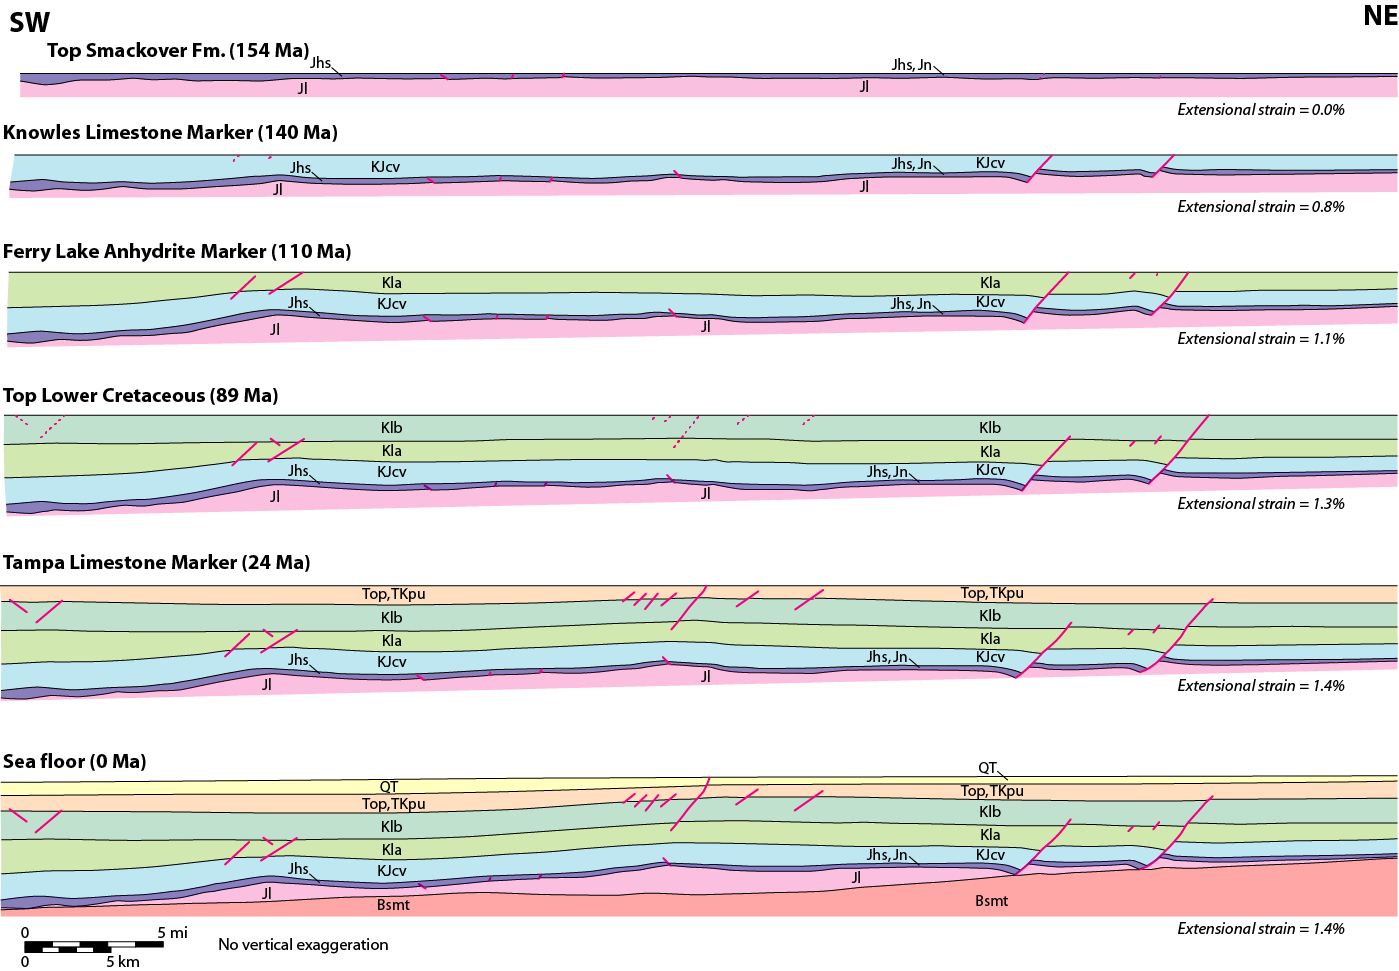 SW NE
Top Smackover Fm. (154 Ma)
Jhs Jhs, Jn
Jl Jl
Extensional strain = 0.0%
Knowles Limestone Marker (140 Ma)
Jhs KJcv Jhs, Jn KJcv
Jl Jl
Extensional strain = 0.8%
Ferry Lake Anhydrite Marker (110 Ma)
Kla Kla
Jhs KJcv Jhs, Jn KJcv
Jl Jl
Extensional strain = 1.1%
Top Lower Cretaceous (89 Ma)
Klb Klb
Kla Kla
Jhs KJcv Jhs, Jn KJcv
Jl Jl
Extensional strain = 1.3%
Tampa Limestone Marker (24 Ma)
Top, TKpu Top, TKpu
Klb Klb
Kla Kla
Jhs KJcv Jhs, Jn KJcv
Jl Jl
Extensional strain = 1.4%
Sea floor (0 Ma)
QT QT
Top, TKpu Top, TKpu
Klb Klb
Kla Kla
Jhs KJcv Jhs, Jn KJcv
Jl Jl
Bsmt Bsmt
Extensional strain = 1.4%
0 5 mi
No vertical exaggeration
0 5 km